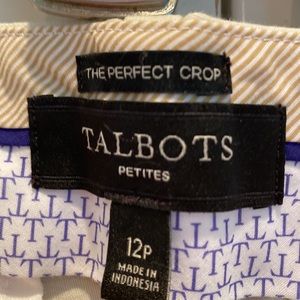 THE PERFECT CROP
TALBOTS
PETITES
12P
MADE IN
INDONESIA